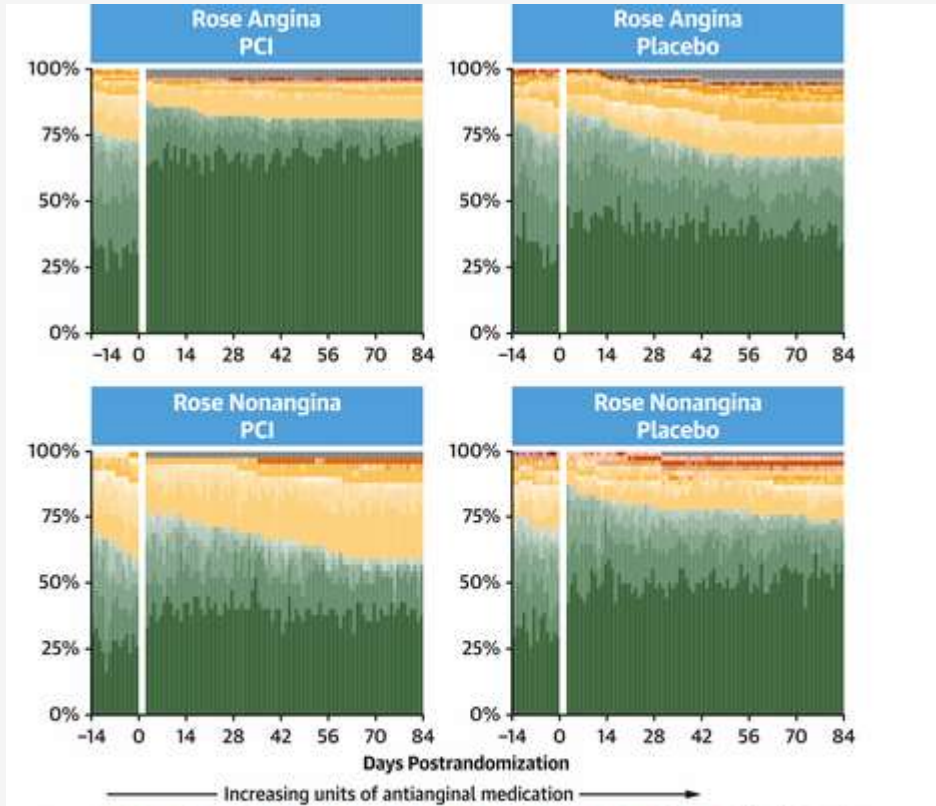 Rose Angina
PCI
100%
75%
50%
25%
0%
−14 0 14 28 42 56 70 84
Rose Angina
Placebo
100%
75%
50%
25%
0%
−14 0 14 28 42 56 70 84
Rose Nonangina
PCI
100%
75%
50%
25%
0%
−14 0 14 28 42 56 70 84
Rose Nonangina
Placebo
100%
75%
50%
25%
0%
−14 0 14 28 42 56 70 84
Days Postrandomization
Increasing units of antianginal medication